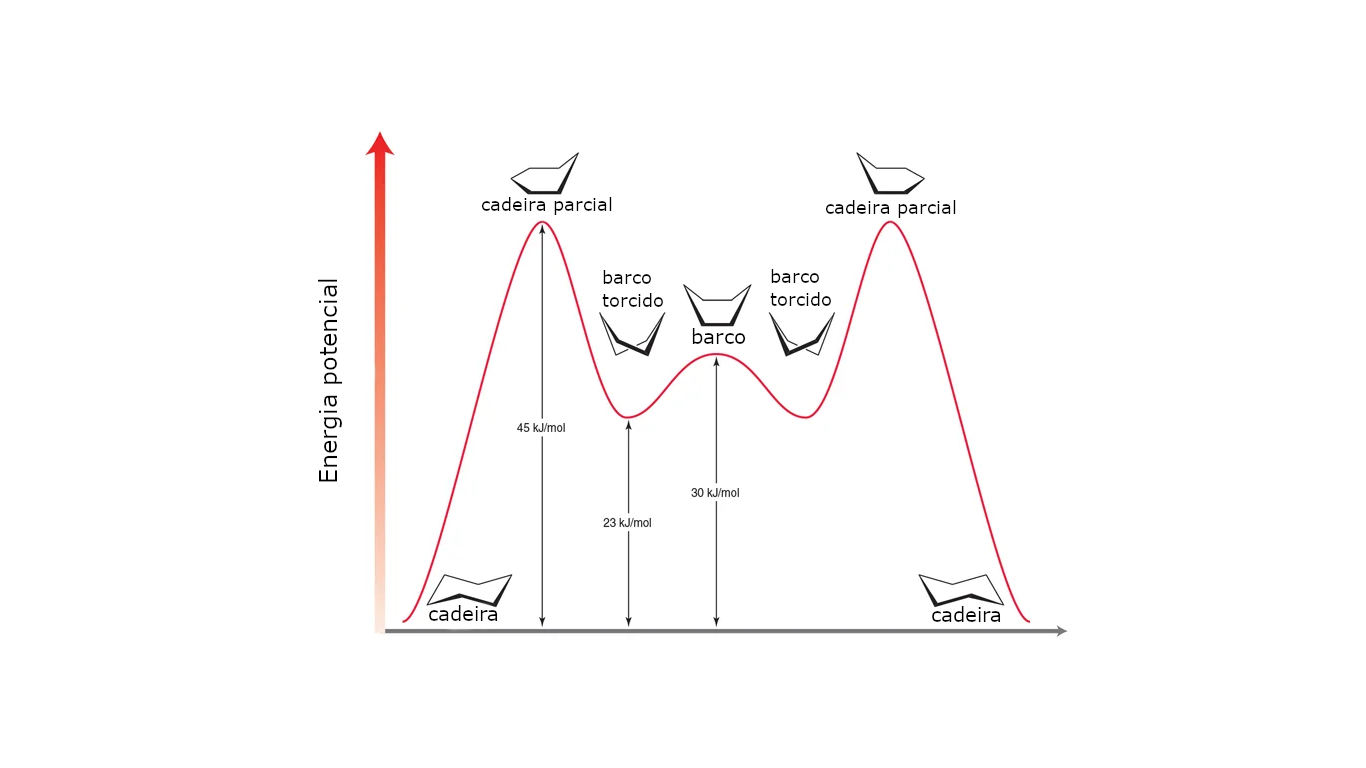 cadeira parcial
cadeira parcial
barco
torcido
barco
torcido
barco
Energia potencial
45 kJ/mol
23 kJ/mol
30 kJ/mol
cadeira
cadeira